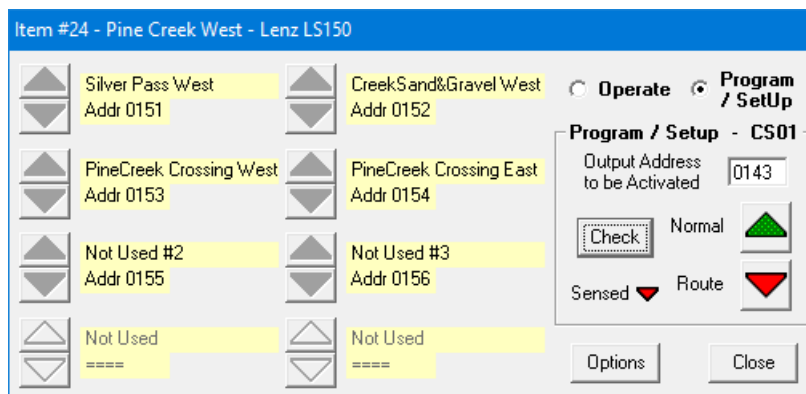 Item #24 - Pine Creek West - Lenz LS150
Silver Pass West
Addr 0151
CreekSand&Gravel West
Addr 0152
PineCreek Crossing West
Addr 0153
PineCreek Crossing East
Addr 0154
Not Used #2
Addr 0155
Not Used #3
Addr 0156
Not Used
====
Not Used
====
Operate
Program
/ SetUp
Program / Setup - CS01
Output Address
to be Activated
0143
Check
Normal
Sensed
Route
Options
Close